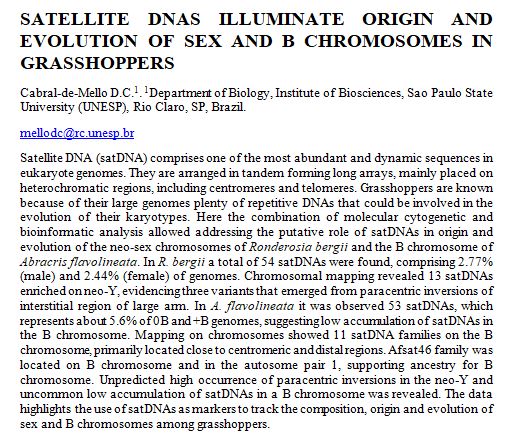 SATELLITE DNAS ILLUMINATE ORIGIN AND
EVOLUTION OF SEX AND B CHROMOSOMES IN
GRASSHOPPERS
Cabral-de-Mello D.C.¹. ¹Department of Biology, Institute of Biosciences, Sao Paulo State
University (UNESP), Rio Claro, SP, Brazil.
mellodc@rc.unesp.br
Satellite DNA (satDNA) comprises one of the most abundant and dynamic sequences in
eukaryote genomes. They are arranged in tandem forming long arrays, mainly placed on
heterochromatic regions, including centromeres and telomeres. Grasshoppers are known
because of their large genomes plenty of repetitive DNAs that could be involved in the
evolution of their karyotypes. Here the combination of molecular cytogenetic and
bioinformatic analysis allowed addressing the putative role of satDNAs in origin and
evolution of the neo-sex chromosomes of Ronderosia bergii and the B chromosome of
Abracris flavolineata. In R. bergii a total of 54 satDNAs were found, comprising 2.77%
(male) and 2.44% (female) of genomes. Chromosomal mapping revealed 13 satDNAs
enriched on neo-Y, evidencing three variants that emerged from paracentric inversions of
interstitial region of large arm. In A. flavolineata it was observed 53 satDNAs, which
represents about 5.6% of 0B and +B genomes, suggesting low accumulation of satDNAs in
the B chromosome. Mapping on chromosomes showed 11 satDNA families on the B
chromosome, primarily located close to centromeric and distal regions. Afsat46 family was
located on B chromosome and in the autosome pair 1, supporting ancestry for B
chromosome. Unpredicted high occurrence of paracentric inversions in the neo-Y and
uncommon low accumulation of satDNAs in a B chromosome was revealed. The data
highlights the use of satDNAs as markers to track the composition, origin and evolution of
sex and B chromosomes among grasshoppers.